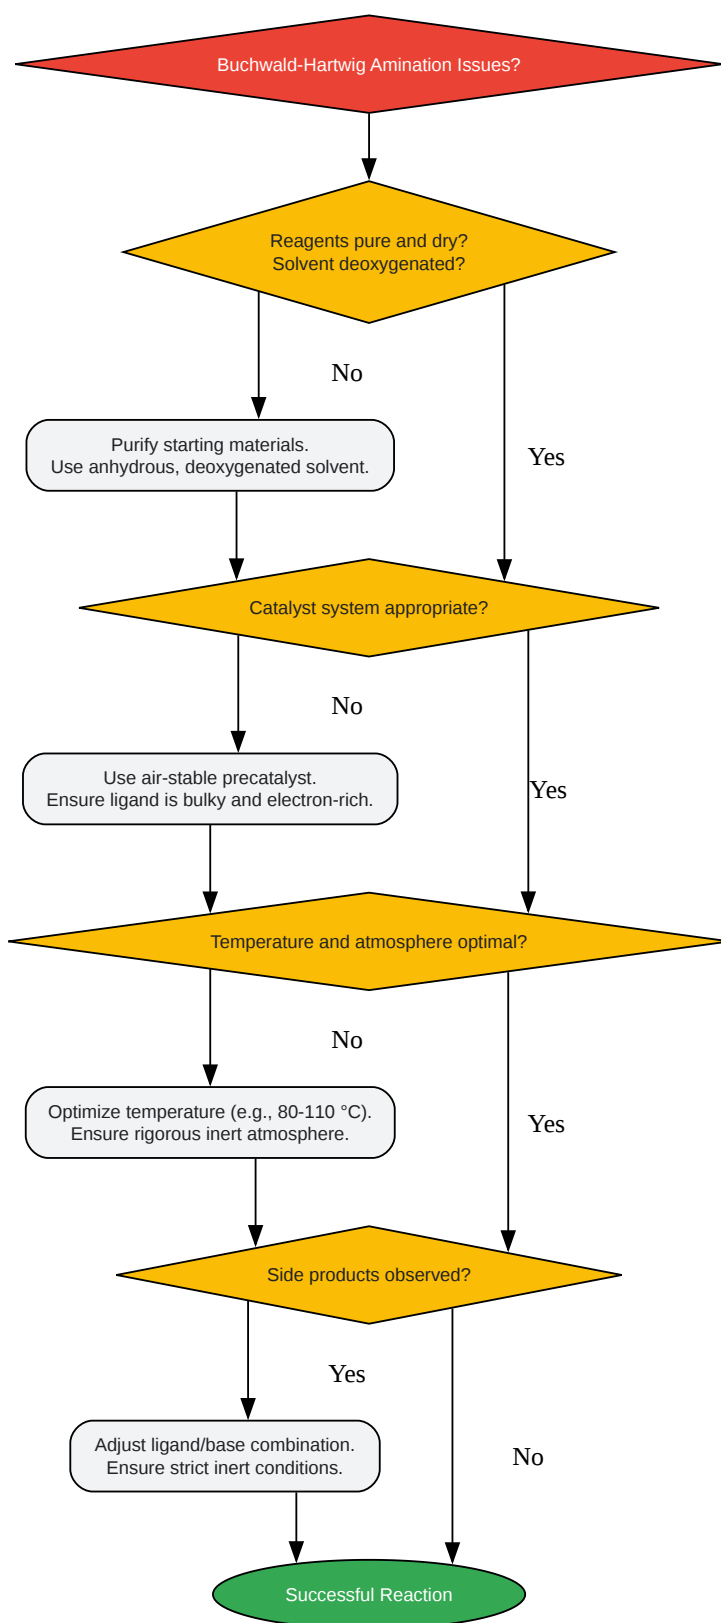 Buchwald-Hartwig Amination Issues?
Reagents pure and dry?
Solvent deoxygenated?
No
Purify starting materials.
Use anhydrous, deoxygenated solvent.
Yes
Catalyst system appropriate?
No
Use air-stable precatalyst.
Ensure ligand is bulky and electron-rich.
Yes
Temperature and atmosphere optimal?
No
Optimize temperature (e.g., 80-110 °C).
Ensure rigorous inert atmosphere.
Yes
Side products observed?
Yes
Adjust ligand/base combination.
Ensure strict inert conditions.
No
Successful Reaction